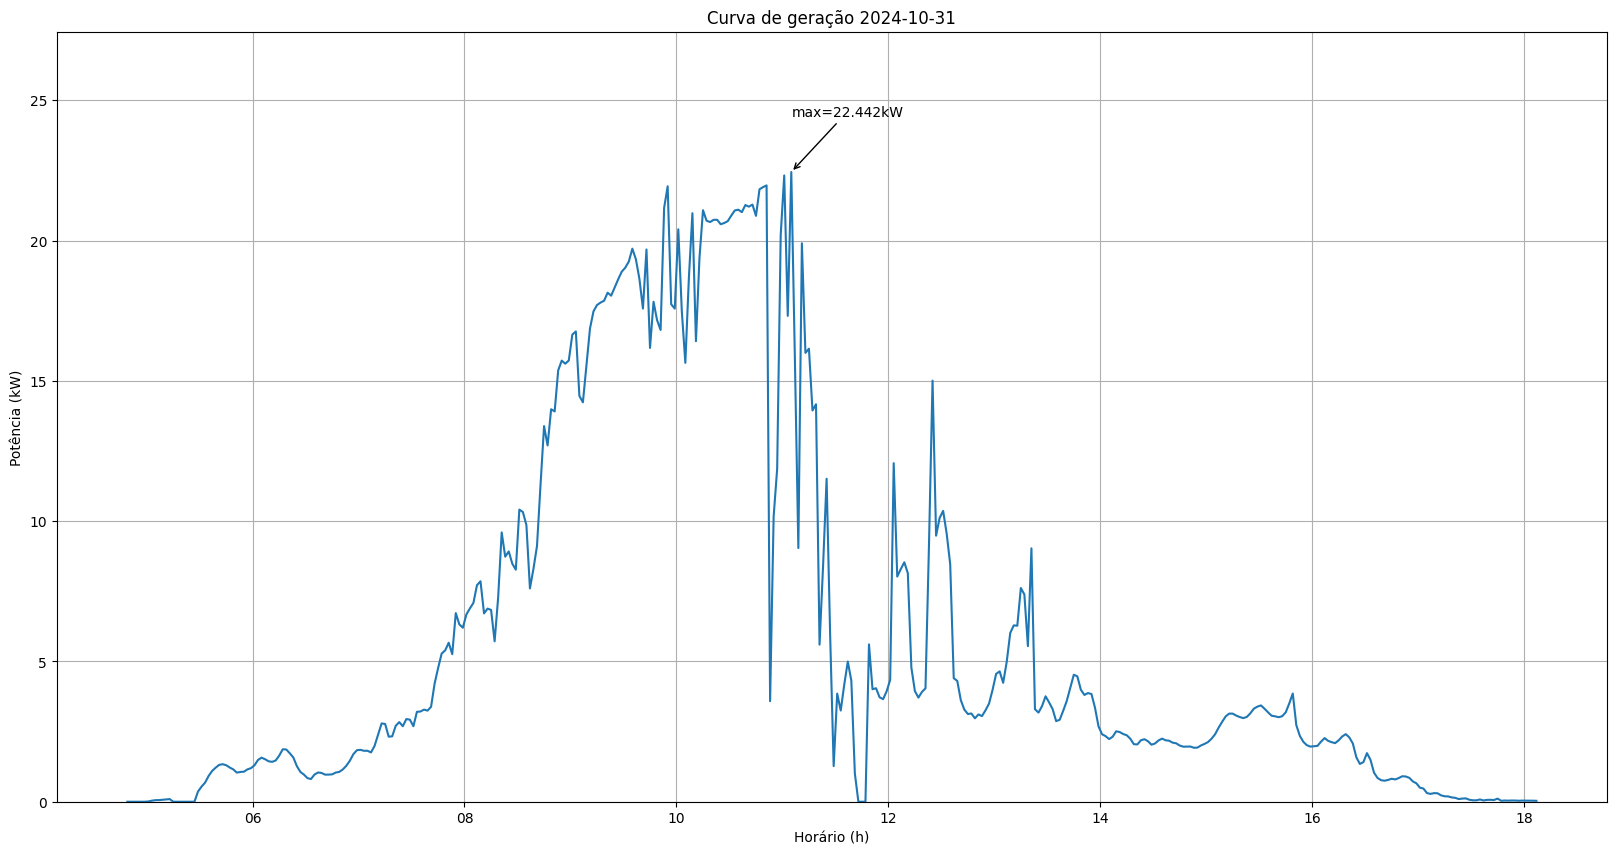 Curva de geração 2024-10-31
25
max=22.442kW
20
15
Potência (kW)
10
5
0
06 08 10 12 14 16 18
Horário (h)